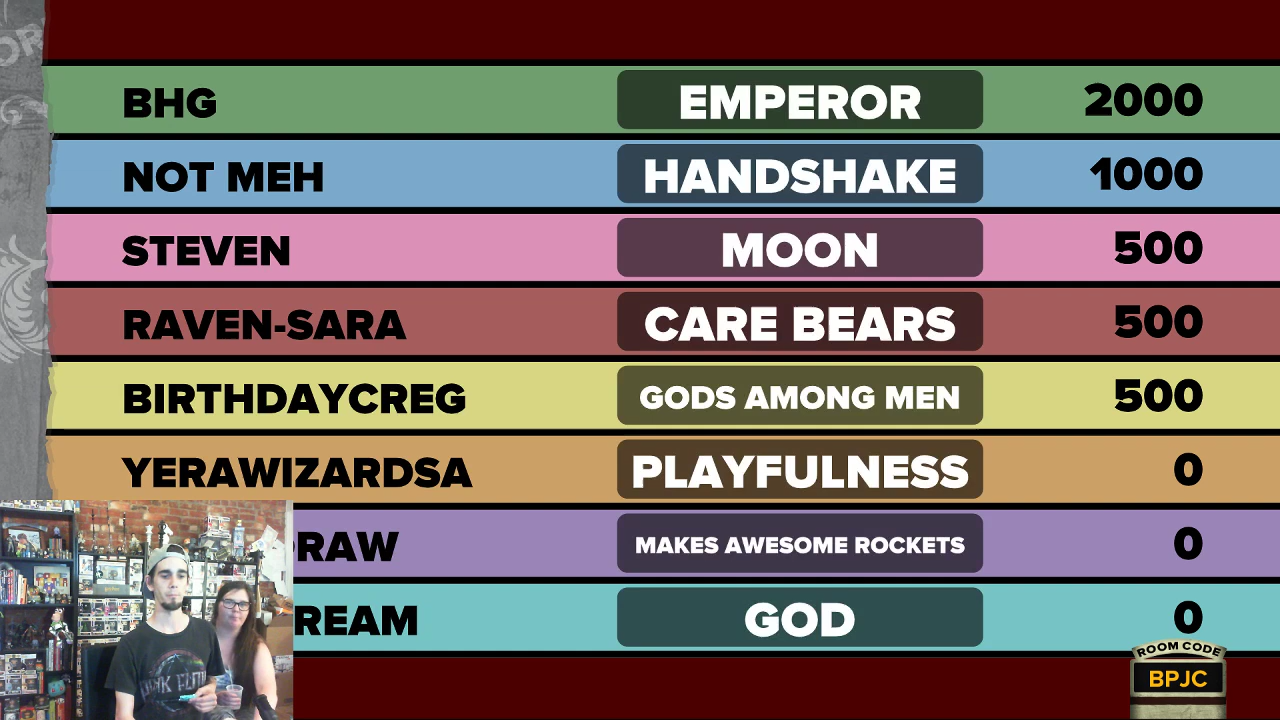 BHG EMPEROR 2000
NOT MEH HANDSHAKE 1000
STEVEN MOON 500
RAVEN-SARA CARE BEARS 500
BIRTHDAYCREG GODS AMONG MEN 500
YERAWIZARDSA PLAYFULNESS 0
RAW MAKES AWESOME ROCKETS 0
REAM GOD 0
ROOM CODE
BPJC